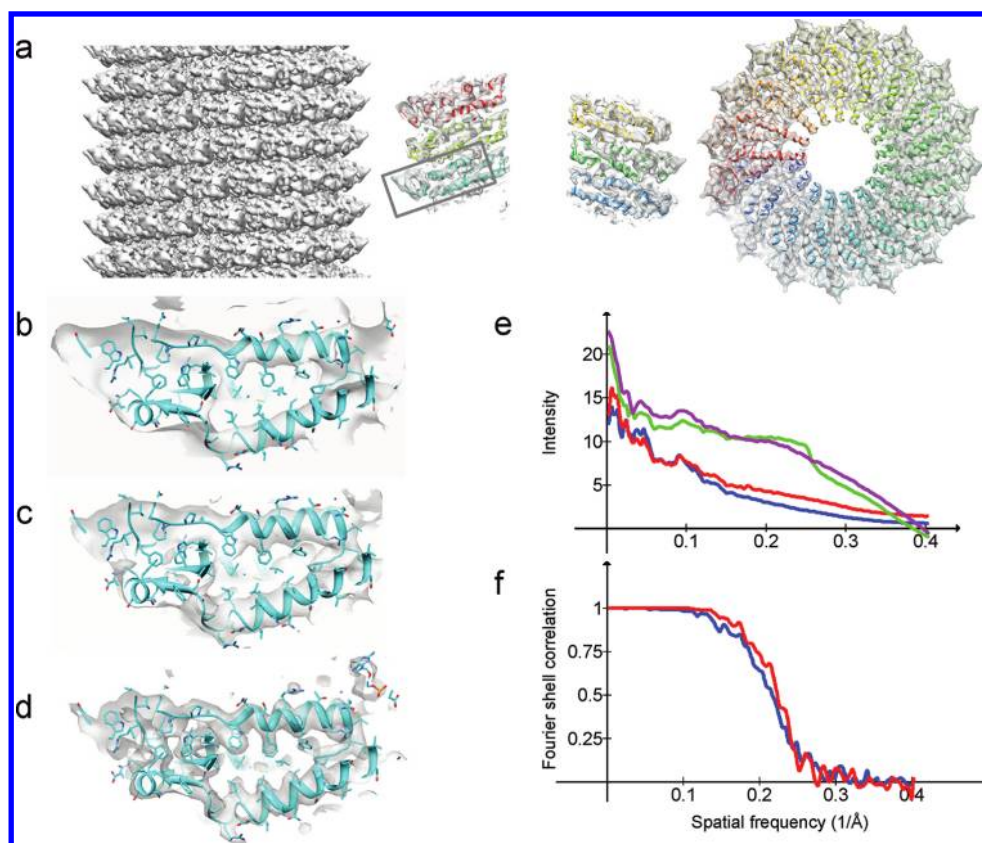 a
b
c
d
e
Intensity
20
15
10
5
0.1
0.2
0.3
0.4
f
Fourier shell correlation
1
0.75
0.5
0.25
0.1
0.2
0.3
0.4
Spatial frequency (1/Å)